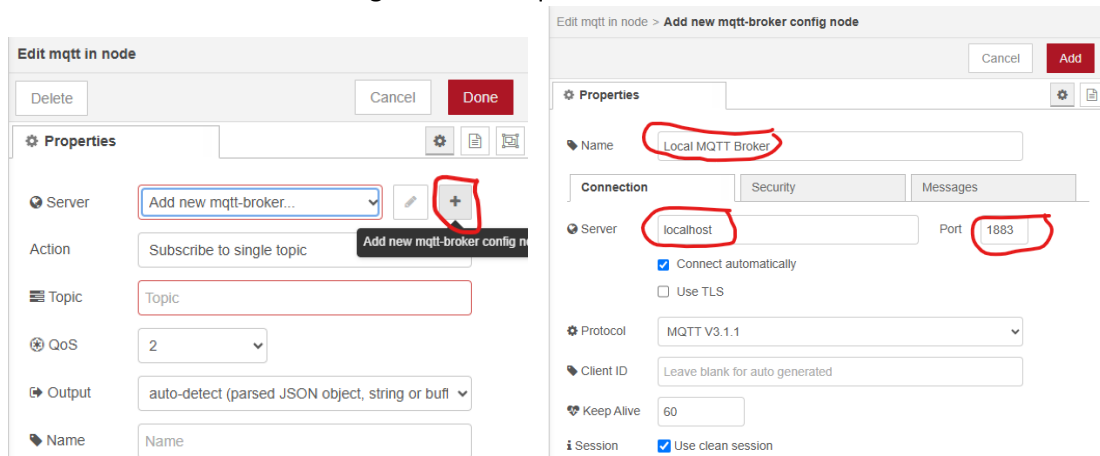 Edit mqtt in node
Delete
Cancel
Done
Properties
Server
Add new mqtt-broker...
+
Add new mqtt-broker config n
Action
Subscribe to single topic
Topic
Topic
QoS
2
Output
auto-detect (parsed JSON object, string or buff
Name
Name
Edit mqtt in node > Add new mqtt-broker config node
Cancel
Add
Properties
Name
Local MQTT Broker
Connection
Security
Messages
Server
localhost
Port
1883
Connect automatically
Use TLS
Protocol
MQTT V3.1.1
Client ID
Leave blank for auto generated
Keep Alive
60
Session
Use clean session